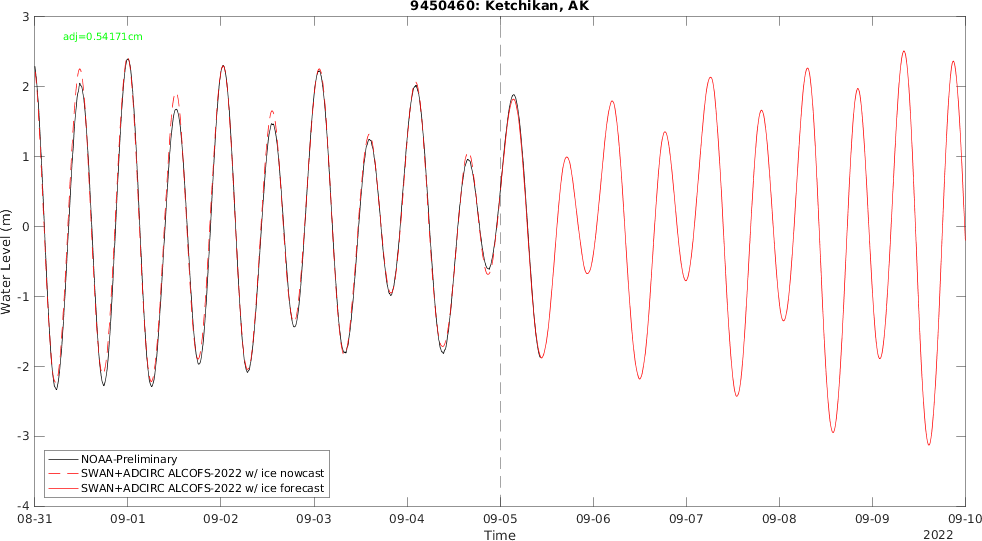 9450460: Ketchikan, AK
adj=0.54171cm
3
2
1
0
-1
-2
-3
-4
Water Level (m)
NOAA-Preliminary
SWAN+ADCIRC ALCOFS-2022 w/ ice nowcast
SWAN+ADCIRC ALCOFS-2022 w/ ice forecast
08-31 09-01 09-02 09-03 09-04 09-05 09-06 09-07 09-08 09-09 09-10
Time
2022